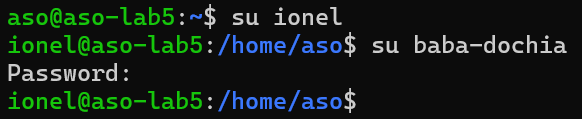 aso@aso-lab5:~$ su ionel
ionel@aso-lab5:/home/aso$ su baba-dochia
Password:
ionel@aso-lab5:/home/aso$